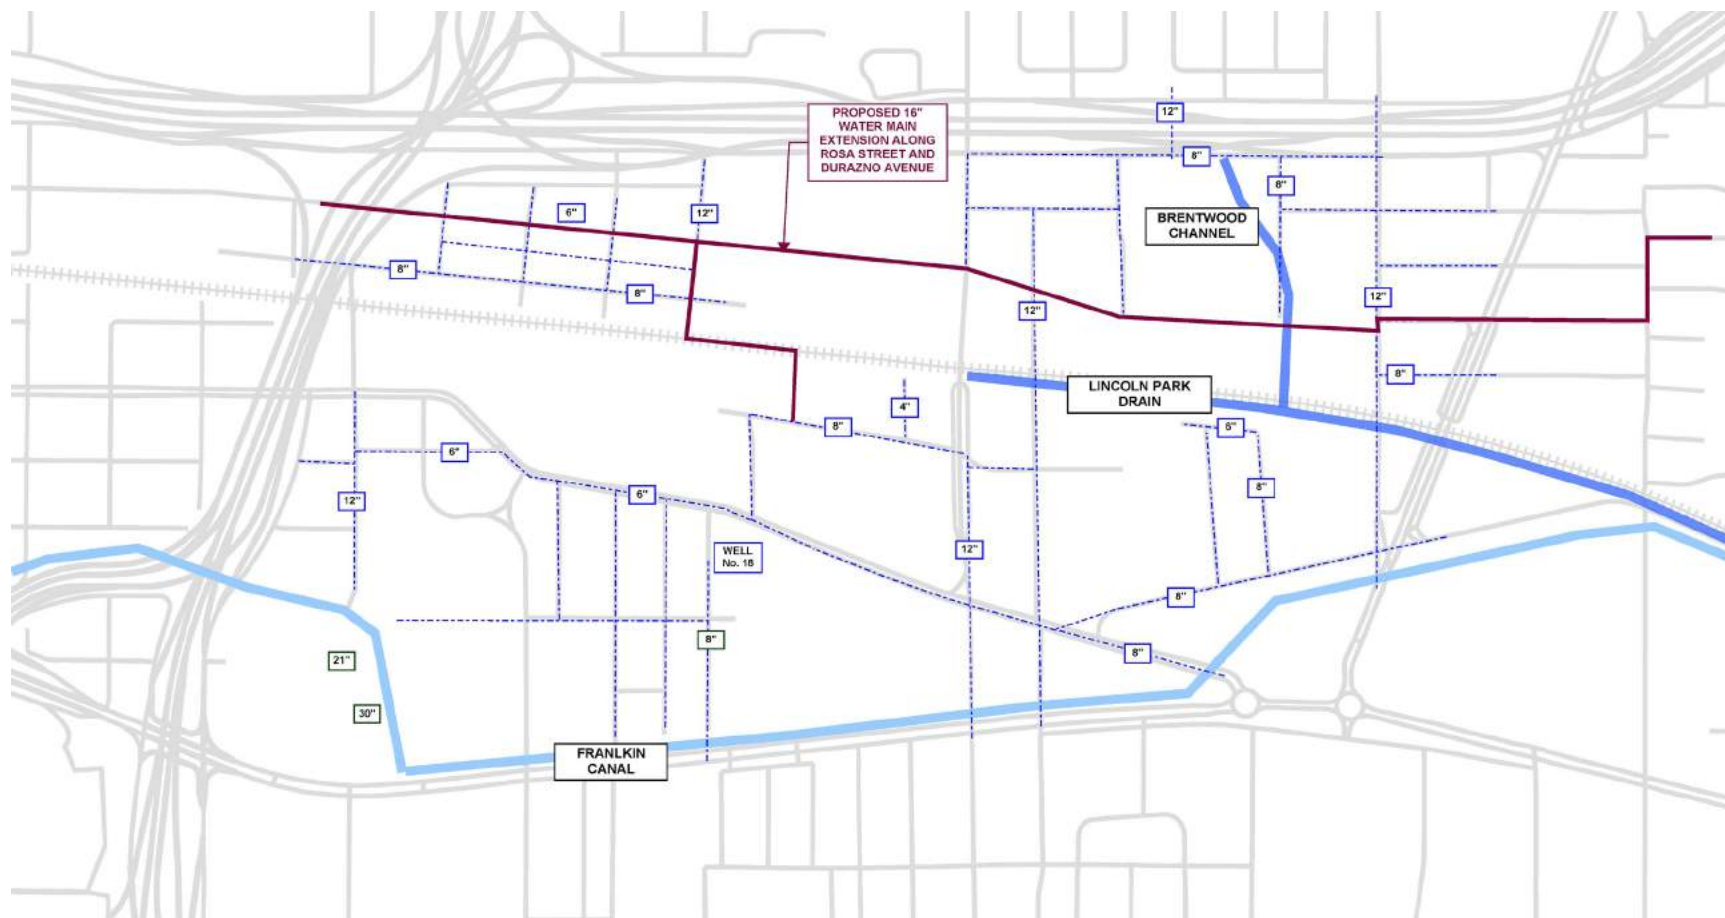 PROPOSED 16"
WATER MAIN
EXTENSION ALONG
ROSA STREET AND
DURAZNO AVENUE
12"
8"
8"
6"
12"
BRENTWOOD
CHANNEL
8"
8"
12"
12"
LINCOLN PARK
DRAIN
8"
4"
8"
6"
6"
12"
6"
8"
12"
WELL
No. 18
8"
8"
8"
21"
30"
FRANLKIN
CANAL